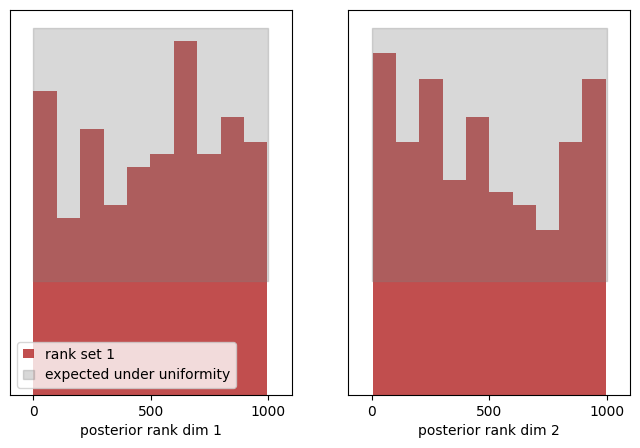 rank set 1
expected under uniformity
0
500
1000
posterior rank dim 1
0
500
1000
posterior rank dim 2